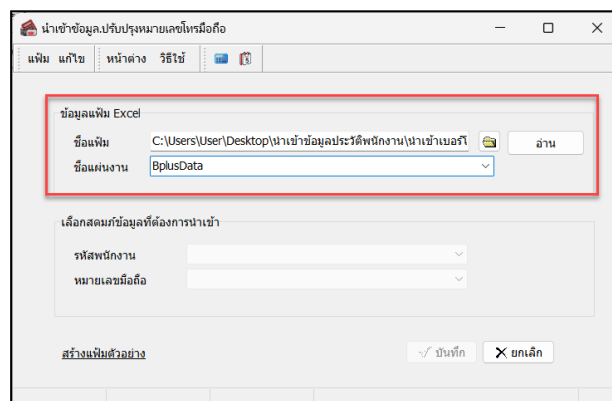 นำเข้าข้อมูล.ปรับปรุงหมายเลขโทรมือถือ
แฟ้ม แก้ไข หน้าต่าง วิธีใช้
ข้อมูลแฟ้ม Excel
ชื่อแฟ้ม C:\Users\User\Desktop\นำเข้าข้อมูลประวัติพนักงาน\นำเข้าเบอร์โ อ่าน
ชื่อแผ่นงาน BplusData
เลือกสดมภ์ข้อมูลที่ต้องการนำเข้า
รหัสพนักงาน
หมายเลขมือถือ
สร้างแฟ้มตัวอย่าง บันทึก ยกเลิก